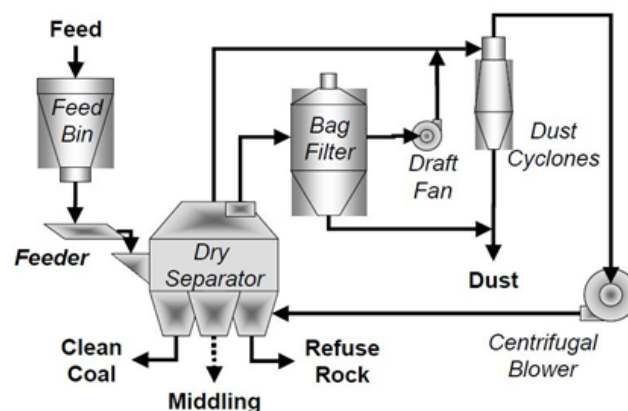 Feed
Feed
Bin
Feeder
Dry
Separator
Bag
Filter
Draft
Fan
Dust
Cyclones
Dust
Centrifugal
Blower
Clean
Coal
Middling
Refuse
Rock